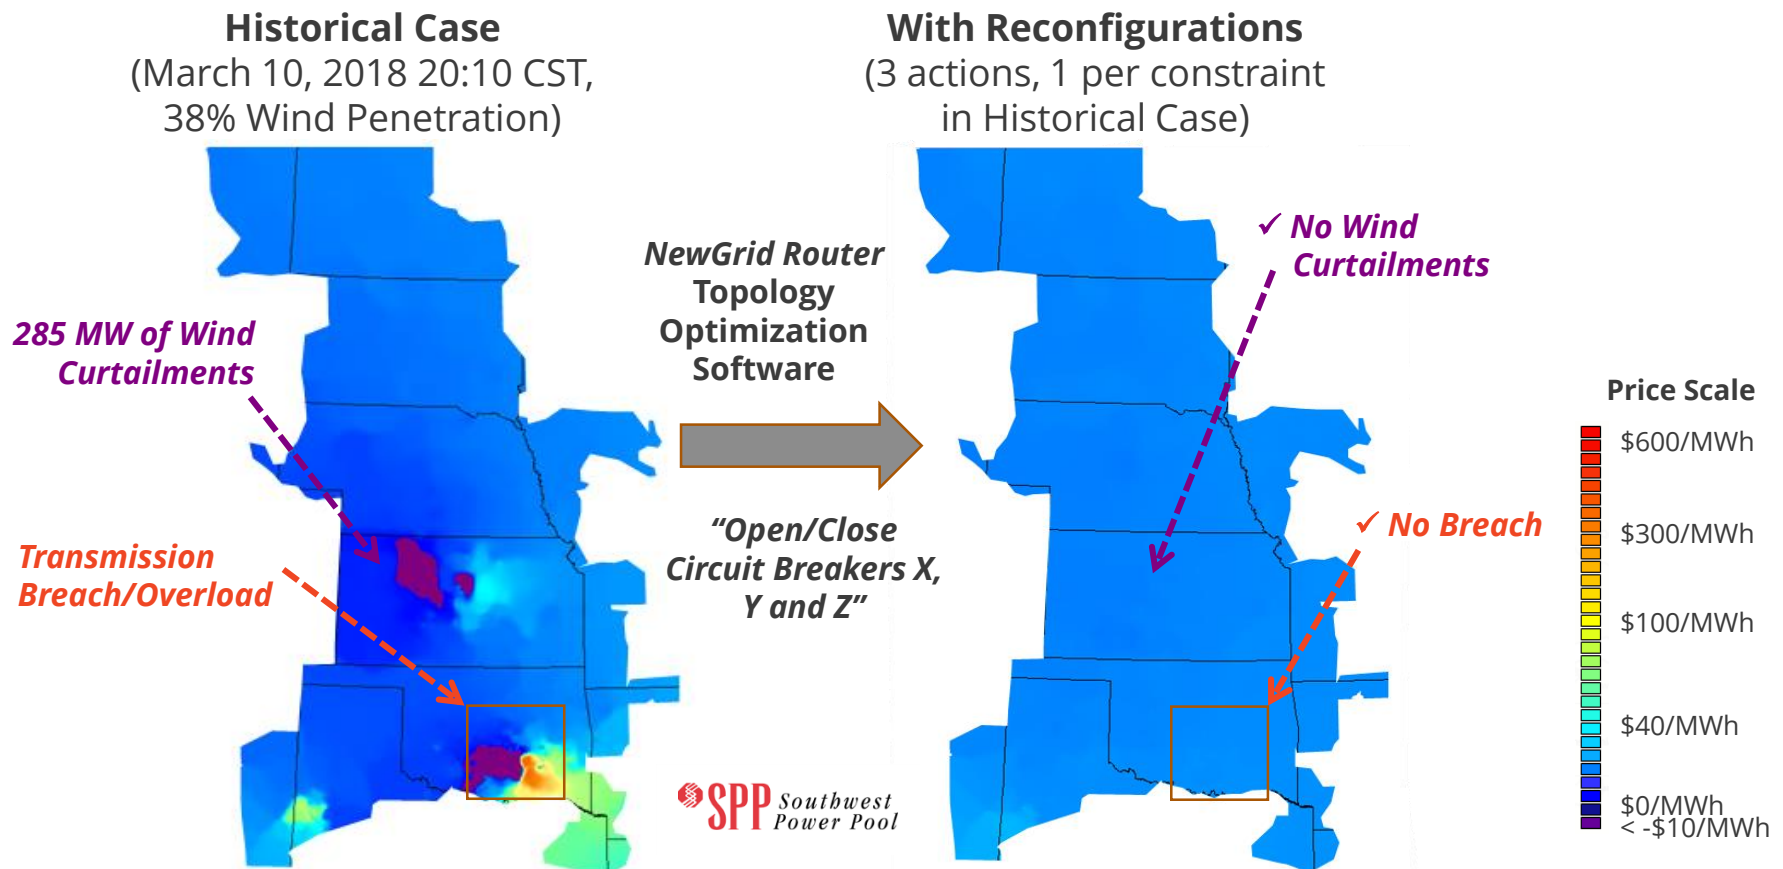 Historical Case
(March 10, 2018 20:10 CST,
38% Wind Penetration)
With Reconfigurations
(3 actions, 1 per constraint
in Historical Case)
285 MW of Wind
Curtailments
Transmission
Breach/Overload
NewGrid Router
Topology
Optimization
Software
“Open/Close
Circuit Breakers X,
Y and Z”
SPP Southwest
Power Pool
✓ No Wind
Curtailments
✓ No Breach
Price Scale
$600/MWh
$300/MWh
$100/MWh
$40/MWh
$0/MWh
< -$10/MWh